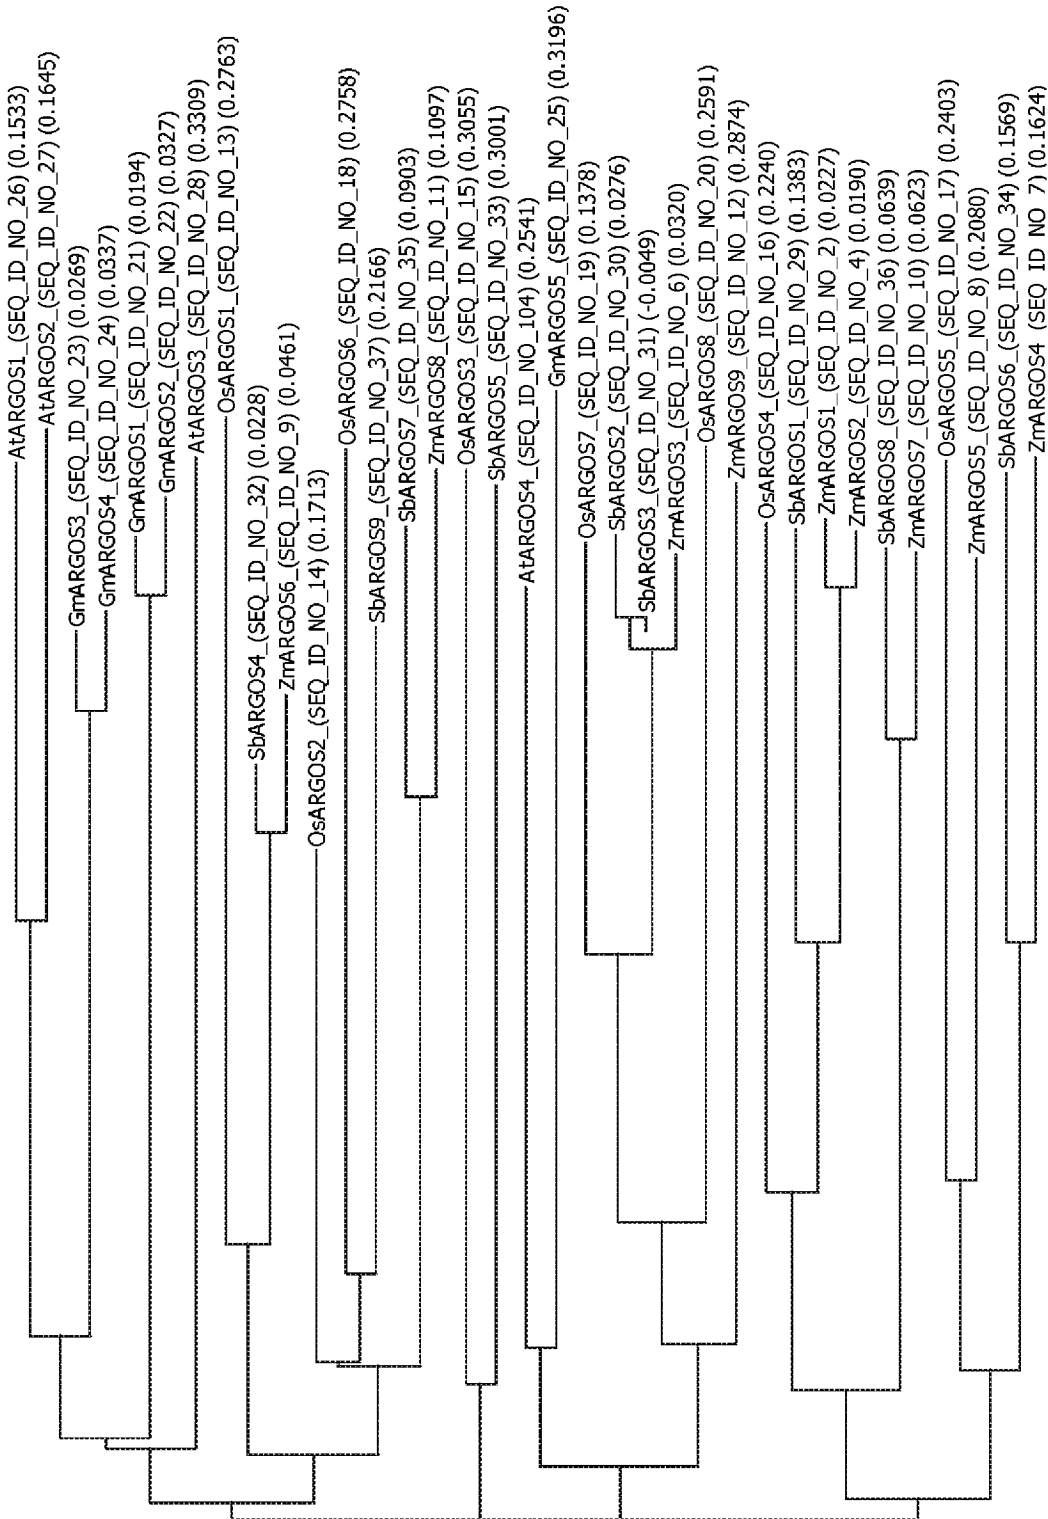 AtARGOS1_(SEQ_ID_NO_26) (0.1533)
AtARGOS2_(SEQ_ID_NO_27) (0.1645)
GmARGOS3_(SEQ_ID_NO_23) (0.0269)
GmARGOS4_(SEQ_ID_NO_24) (0.0337)
GmARGOS1_(SEQ_ID_NO_21) (0.0194)
GmARGOS2_(SEQ_ID_NO_22) (0.0327)
AtARGOS3_(SEQ_ID_NO_28) (0.3309)
OsARGOS1_(SEQ_ID_NO_13) (0.2763)
SbARGOS4_(SEQ_ID_NO_32) (0.0228)
ZmARGOS6_(SEQ_ID_NO_9) (0.0461)
OsARGOS2_(SEQ_ID_NO_14) (0.1713)
OsARGOS6_(SEQ_ID_NO_18) (0.2758)
SbARGOS9_(SEQ_ID_NO_37) (0.2166)
SbARGOS7_(SEQ_ID_NO_35) (0.0903)
ZmARGOS8_(SEQ_ID_NO_11) (0.1097)
OsARGOS3_(SEQ_ID_NO_15) (0.3055)
SbARGOS5_(SEQ_ID_NO_33) (0.3001)
AtARGOS4_(SEQ_ID_NO_104) (0.2541)
GmARGOS5_(SEQ_ID_NO_25) (0.3196)
OsARGOS7_(SEQ_ID_NO_19) (0.1378)
SbARGOS2_(SEQ_ID_NO_30) (0.0276)
SbARGOS3_(SEQ_ID_NO_31) (-0.0049)
ZmARGOS3_(SEQ_ID_NO_6) (0.0320)
OsARGOS8_(SEQ_ID_NO_20) (0.2591)
ZmARGOS9_(SEQ_ID_NO_12) (0.2874)
OsARGOS4_(SEQ_ID_NO_16) (0.2240)
SbARGOS1_(SEQ_ID_NO_29) (0.1383)
ZmARGOS1_(SEQ_ID_NO_2) (0.0227)
ZmARGOS2_(SEQ_ID_NO_4) (0.0190)
SbARGOS8_(SEQ_ID_NO_36) (0.0639)
ZmARGOS7_(SEQ_ID_NO_10) (0.0623)
OsARGOS5_(SEQ_ID_NO_17) (0.2403)
ZmARGOS5_(SEQ_ID_NO_8) (0.2080)
SbARGOS6_(SEQ_ID_NO_34) (0.1569)
ZmARGOS4_(SEQ ID NO 7) (0.1624)